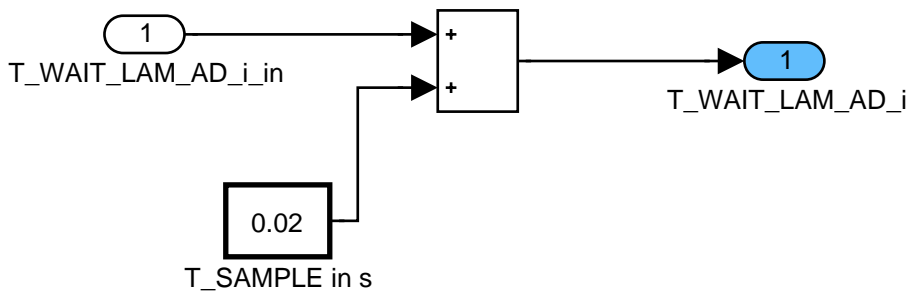 1
T_WAIT_LAM_AD_i_in
+
+
1
T_WAIT_LAM_AD_i
0.02
T_SAMPLE in s